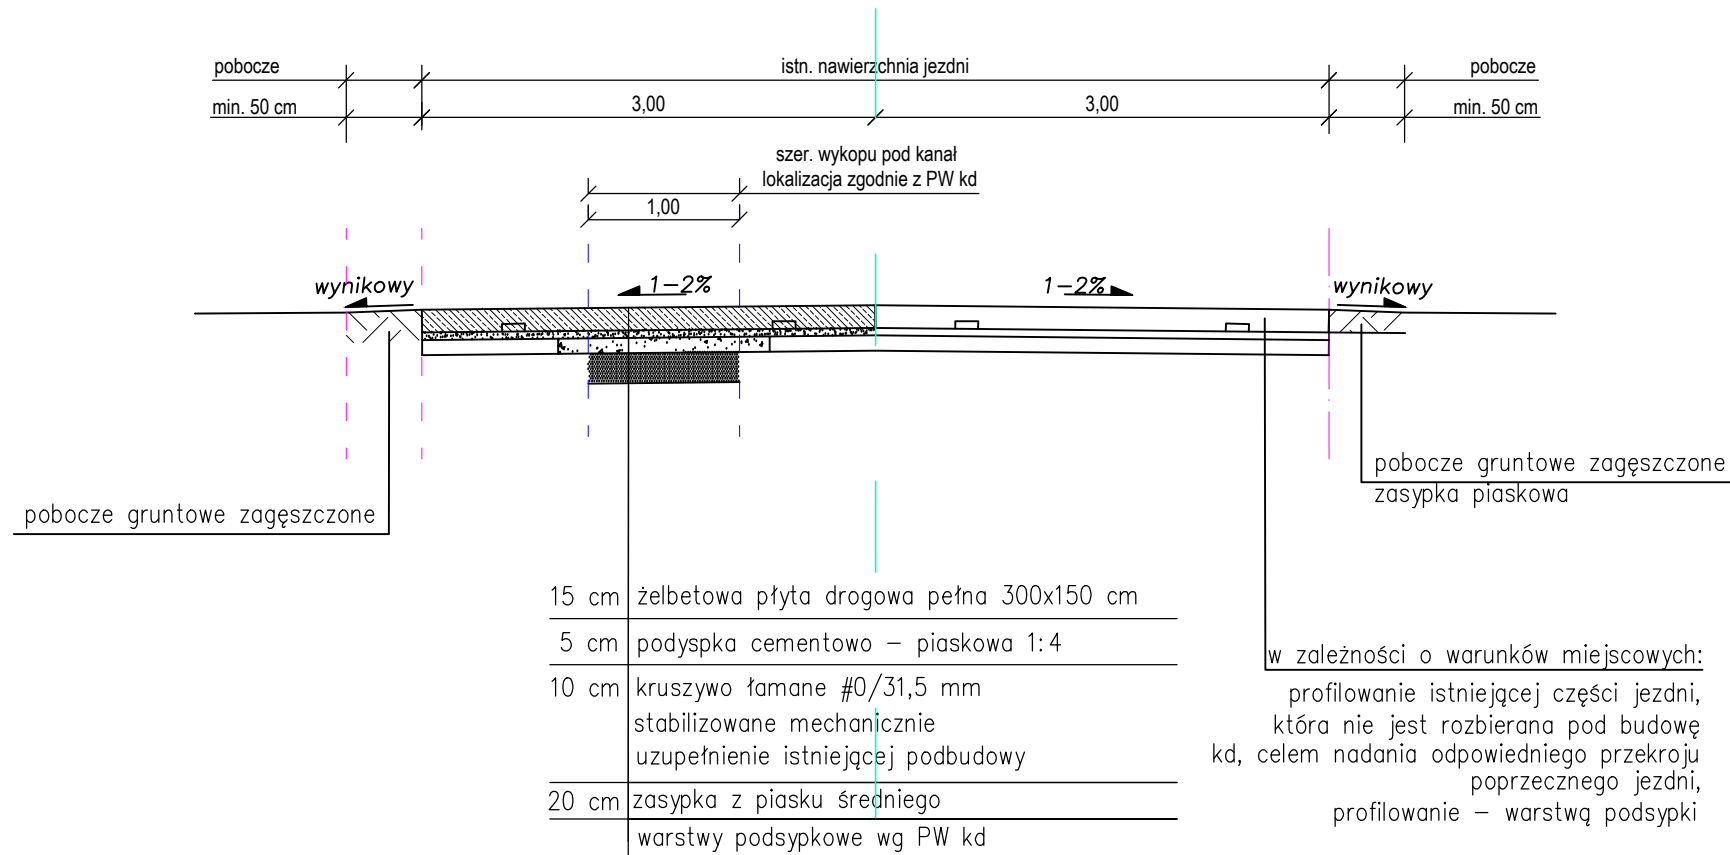 pobocze
istn. nawierzchnia jezdni
pobocze
min. 50 cm
3,00
3,00
min. 50 cm
szer. wykopu pod kanał
lokalizacja zgodnie z PW kd
1,00
wynikowy
1-2%
1-2%
wynikowy
pobocze gruntowe zagęszczone
zasypka piaskowa
pobocze gruntowe zagęszczone
15 cm żelbetowa płyta drogowa pełna 300x150 cm
5 cm podyspka cementowo – piaskowa 1:4
10 cm kruszywo łamane #0/31,5 mm
stabilizowane mechanicznie
uzupełnienie istniejącej podbudowy
20 cm zasypka z piasku średniego
warstwy podsypkowe wg PW kd
w zależności o warunków miejscowych:
profilowanie istniejącej części jezdni,
która nie jest rozbierana pod budowę
kd, celem nadania odpowiedniego przekroju
poprzecznego jezdni,
profilowanie – warstwą podsypki